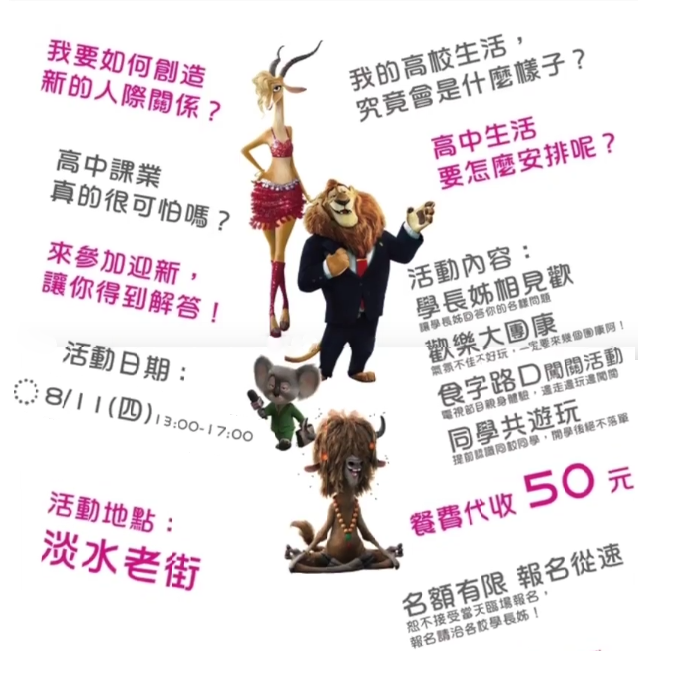 我要如何創造
新的人際關係？
我的高校生活，
究竟會是什麼樣子？
高中生活
要怎麼安排呢？
高中課業
真的很可怕嗎？
來參加迎新，
讓你得到解答！
活動日期：
8/11(四)13:00-17:00
活動地點：
淡水老街
活動內容：
學長姊相見歡
讓學長姊回答你的各種問題
歡樂大團康
氣氛不佳不好玩，一定要來幾個團康阿！
食字路口闖關活動
電視節目親身體驗，邊走邊玩邊闖關
同學共遊玩
提前認識同校同學，開學後絕不落單
餐費代收 50 元
名額有限 報名從速
恕不接受當天臨場報名，
報名請洽各校學長姊！